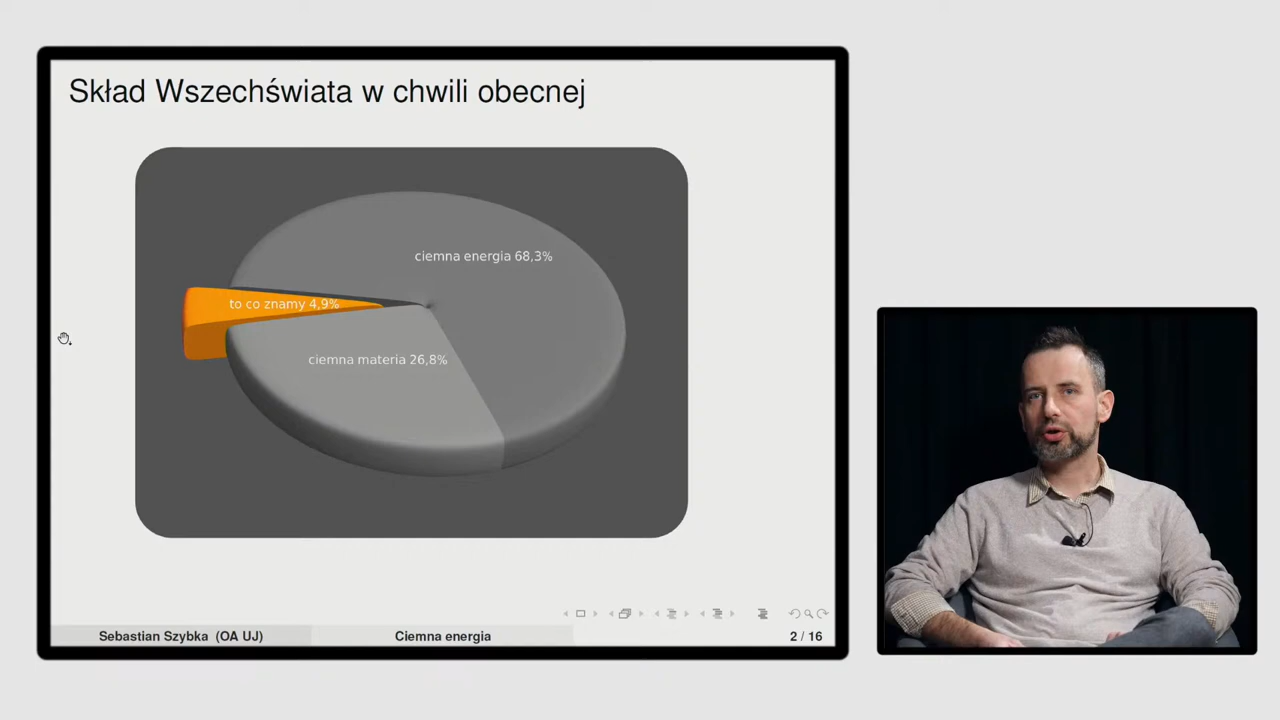 Skład Wszechświata w chwili obecnej
ciemna energia 68,3%
to co znamy 4,9%
ciemna materia 26,8%
Sebastian Szybka (OA UJ)
Ciemna energia
2 / 16